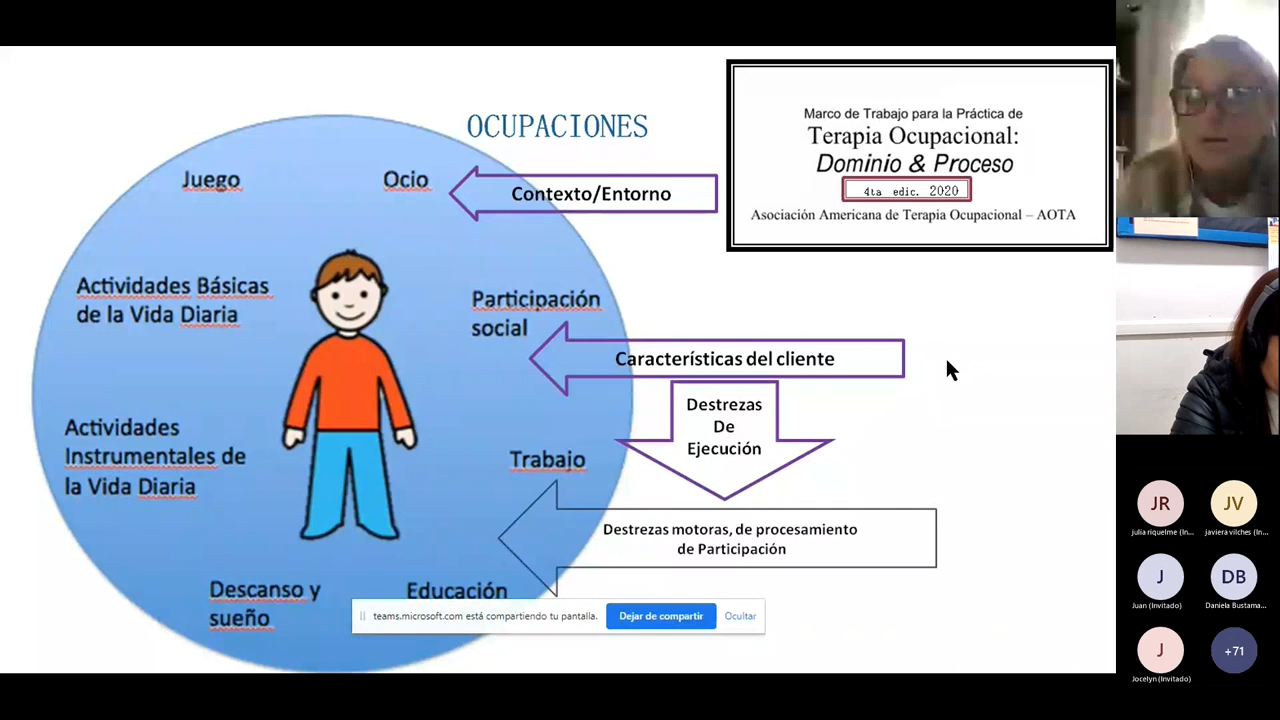 OCUPACIONES
Juego
Ocio
Contexto/Entorno
Marco de Trabajo para la Práctica de
Terapia Ocupacional:
Dominio & Proceso
4ta edic. 2020
Asociación Americana de Terapia Ocupacional – AOTA
Actividades Básicas
de la Vida Diaria
Participación
social
Características del cliente
Destrezas
De
Ejecución
Actividades
Instrumentales de
la Vida Diaria
Trabajo
Destrezas motoras, de procesamiento
de Participación
Descanso y
sueño
Educación
teams.microsoft.com está compartiendo tu pantalla.
Dejar de compartir
Ocultar
JR
julia riquelme (In...
JV
javiera vilches (In...
J
Juan (Invitado)
DB
Daniela Bustama...
J
Jocelyn (Invitado)
+71